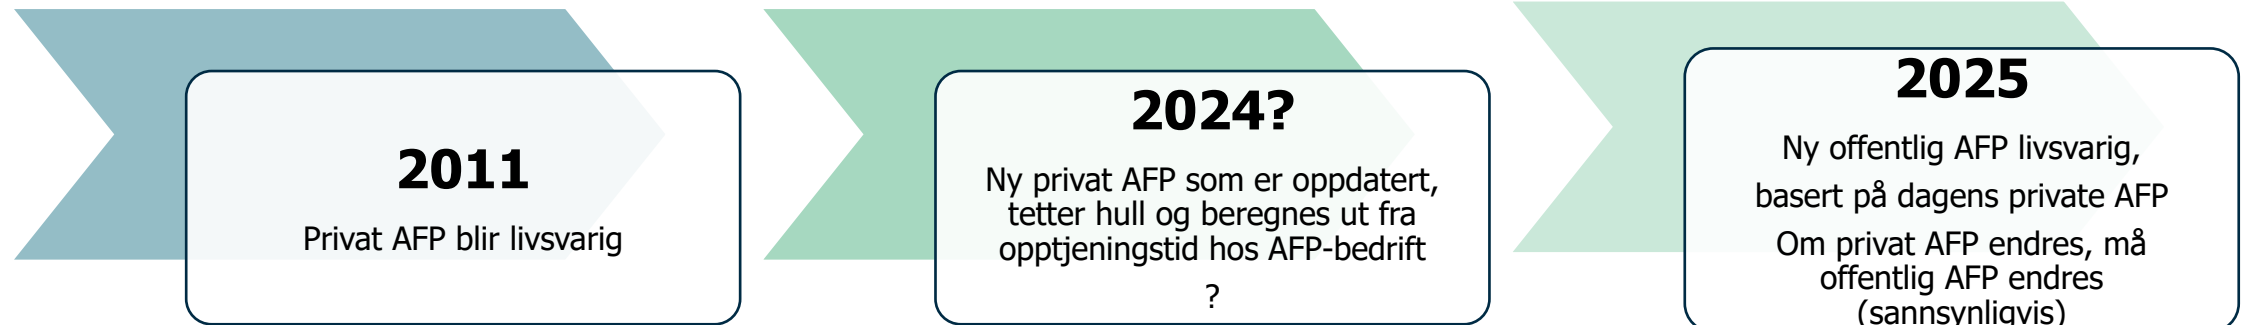 2011
Privat AFP blir livsvarig
2024?
Ny privat AFP som er oppdatert,
tetter hull og beregnes ut fra
opptjeningstid hos AFP-bedrift
?
2025
Ny offentlig AFP livsvarig,
basert på dagens private AFP
Om privat AFP endres, må
offentlig AFP endres
(sannsynligvis)